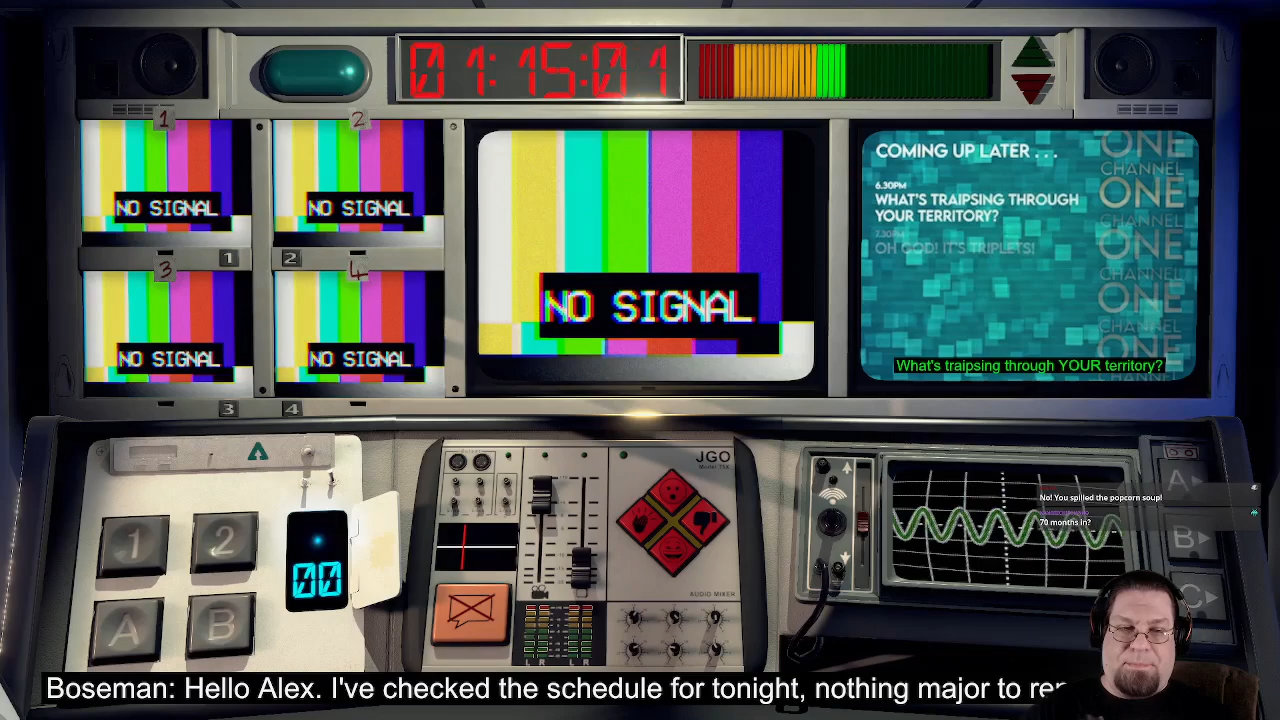 01:15:01
1
2
NO SIGNAL
NO SIGNAL
3
1
2
4
NO SIGNAL
NO SIGNAL
3
4
NO SIGNAL
COMING UP LATER . . .
6.30PM
WHAT'S TRAIPSING THROUGH
YOUR TERRITORY?
7.30PM
OH GOD! IT'S TRIPLETS!
ONE
CHANNEL
ONE
CHANNEL
ONE
CHANNEL
ONE
CHANNEL
ONE
CHANNEL
What's traipsing through YOUR territory?
1
2
A
B
00
JGO
AUDIO MIXER
L R
L R
A
B
C
No! You spilled the popcorn soup!
70 months in?
Boseman: Hello Alex. I've checked the schedule for tonight, nothing major to